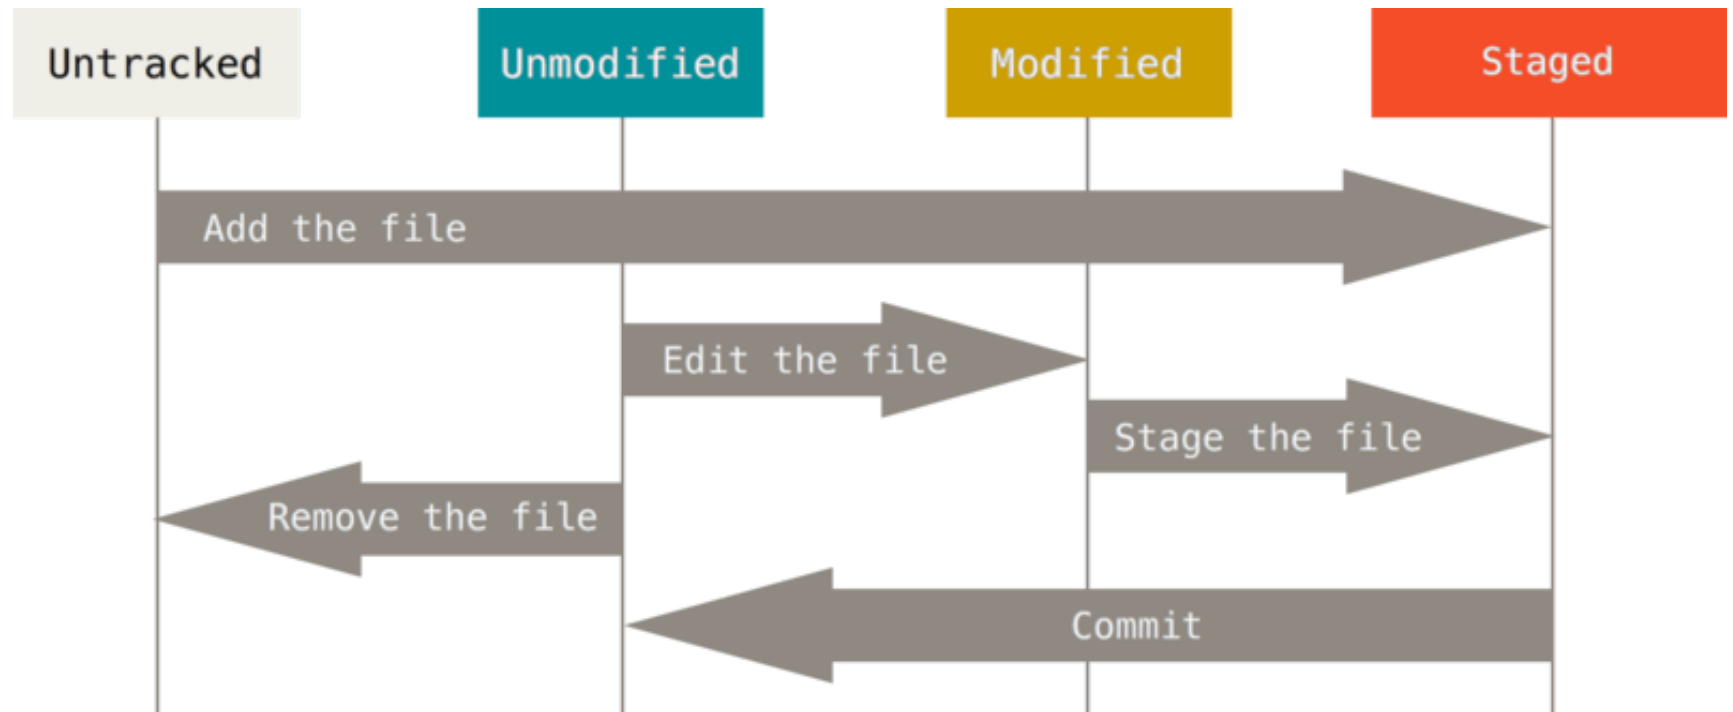 Untracked
Unmodified
Modified
Staged
Add the file
Edit the file
Stage the file
Remove the file
Commit